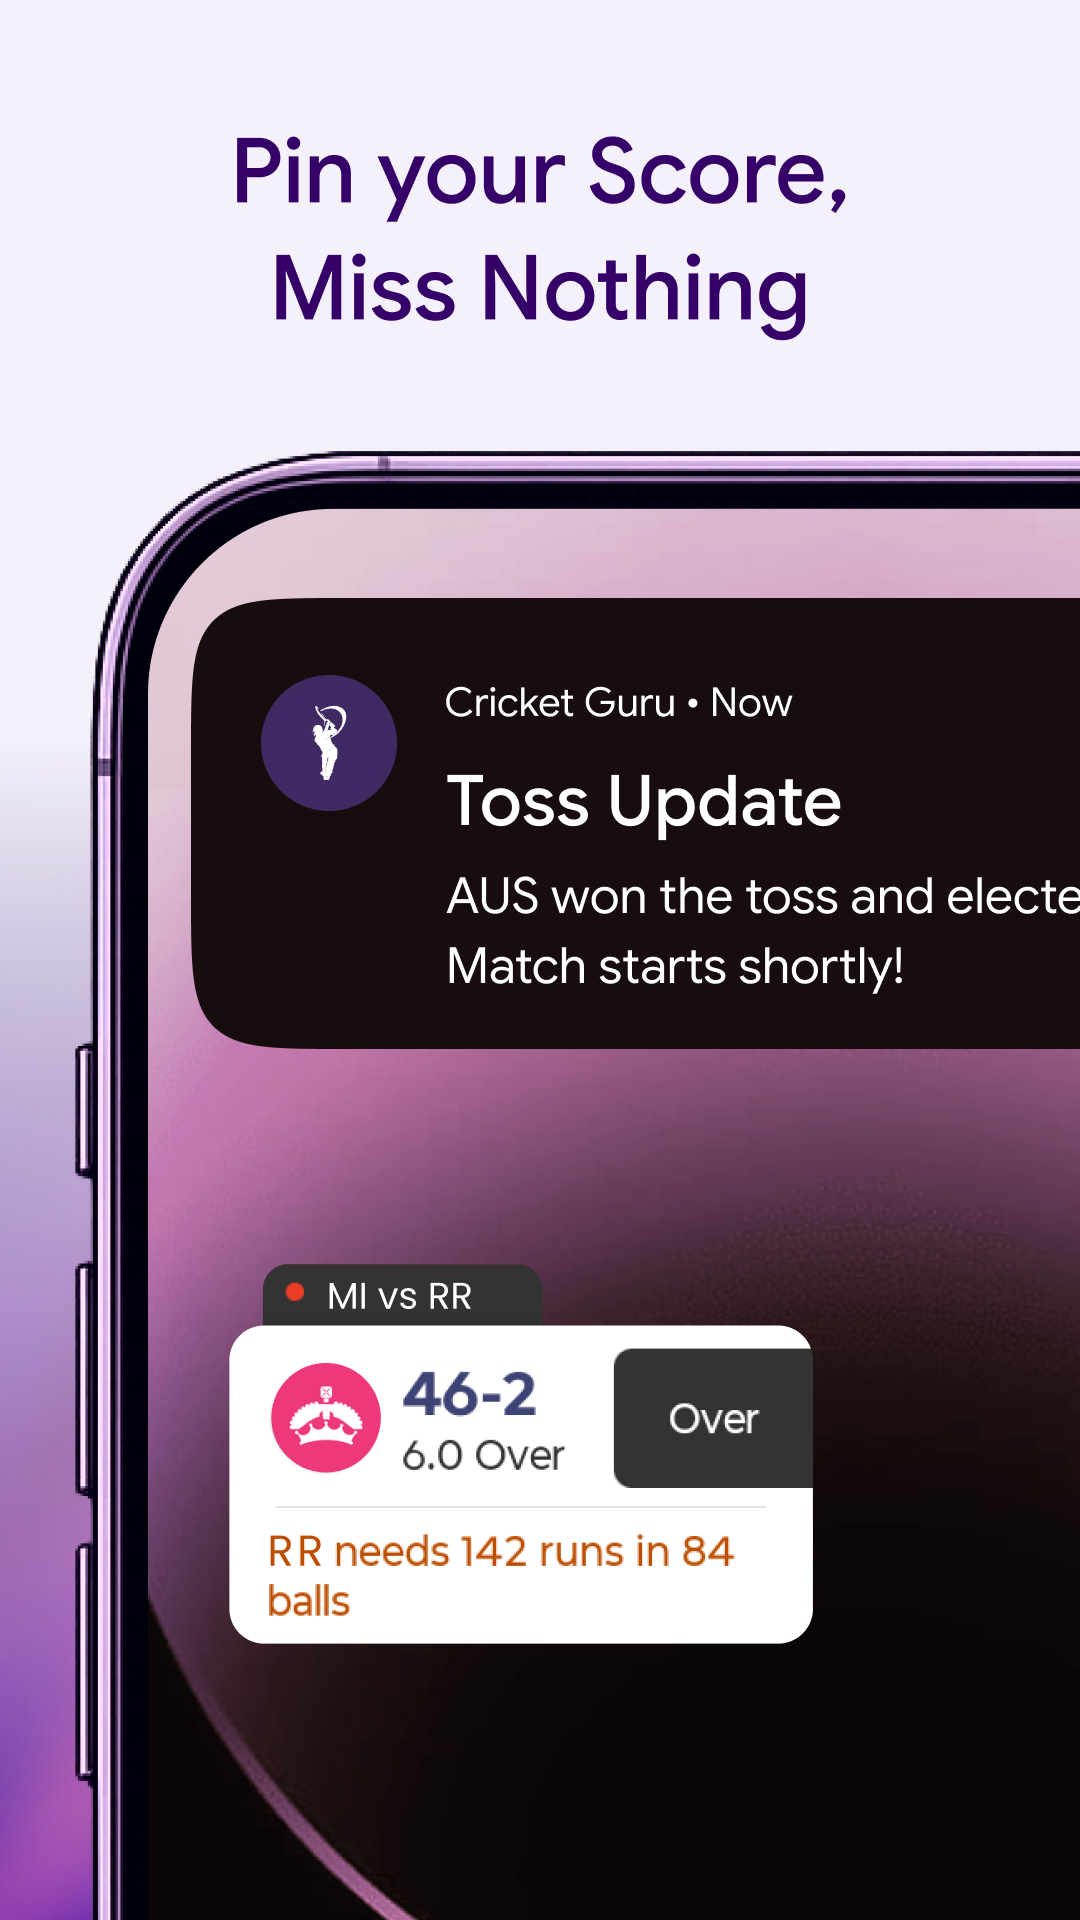 Pin your Score,
Miss Nothing
Cricket Guru • Now
Toss Update
AUS won the toss and electe
Match starts shortly!
MI vs RR
46-2
6.0 Over
Over
RR needs 142 runs in 84
balls